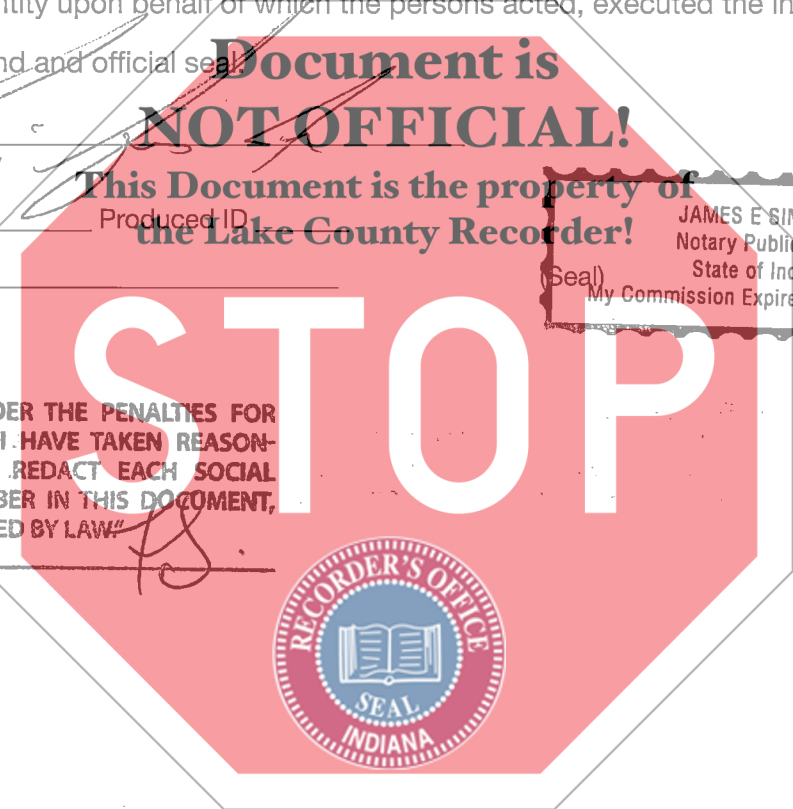 ntity upon behalf of which the persons acted, executed the in
nd and official seal.
Document is
NOT OFFICIAL!
This Document is the property of
the Lake County Recorder!
Produced ID
JAMES E SIN
Notary Public
State of Ind
(Seal)
My Commission Expire
STOP
DER THE PENALTIES FOR
I HAVE TAKEN REASON-
REDACT EACH SOCIAL
BER IN THIS DOCUMENT,
ED BY LAW."
RECORDER'S OFFICE
SEAL
INDIANA